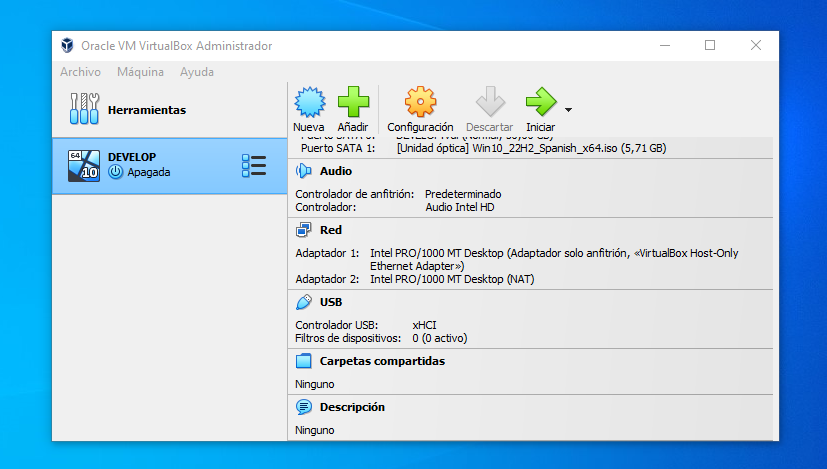 Oracle VM VirtualBox Administrador
Archivo Máquina Ayuda
Herramientas
Nueva Añadir Configuración Descartar Iniciar
64
10
DEVELOP
Apagada
Puerto SATA 1: [Unidad óptica] Win10_22H2_Spanish_x64.iso (5,71 GB)
Audio
Controlador de anfitrión: Predeterminado
Controlador: Audio Intel HD
Red
Adaptador 1: Intel PRO/1000 MT Desktop (Adaptador solo anfitrión, «VirtualBox Host-Only
Ethernet Adapter»)
Adaptador 2: Intel PRO/1000 MT Desktop (NAT)
USB
Controlador USB: xHCI
Filtros de dispositivos: 0 (0 activo)
Carpetas compartidas
Ninguno
Descripción
Ninguno